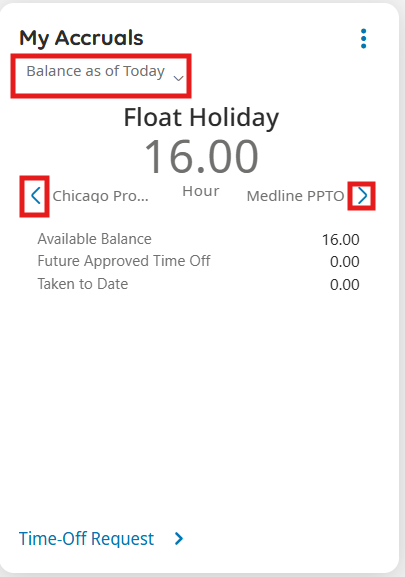 My Accruals
Balance as of Today
Float Holiday
16.00
Chicago Pro... Hour Medline PPTO
Available Balance 16.00
Future Approved Time Off 0.00
Taken to Date 0.00
Time-Off Request